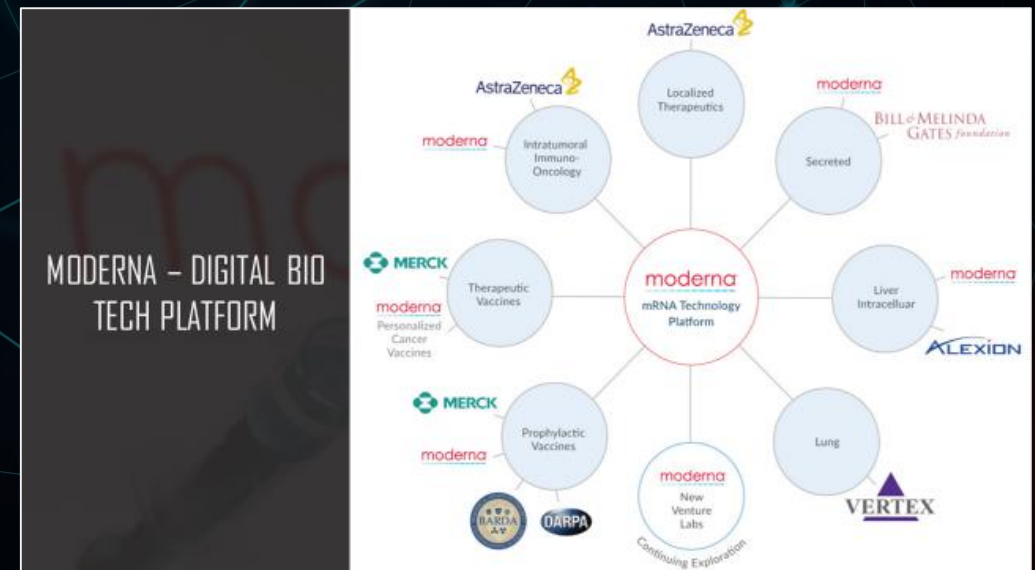 MODERNA – DIGITAL BIO
TECH PLATFORM
AstraZeneca
Localized
Therapeutics
AstraZeneca
moderna
Intratumoral
Immuno-
Oncology
moderna
BILL & MELINDA
GATES foundation
Secreted
MERCK
moderna
Personalized
Cancer
Vaccines
Therapeutic
Vaccines
moderna
mRNA Technology
Platform
moderna
Liver
Intracelluar
ALEXION
MERCK
moderna
Prophylactic
Vaccines
BARDA
DARPA
moderna
New
Venture
Labs
Continuing Exploration
Lung
VERTEX